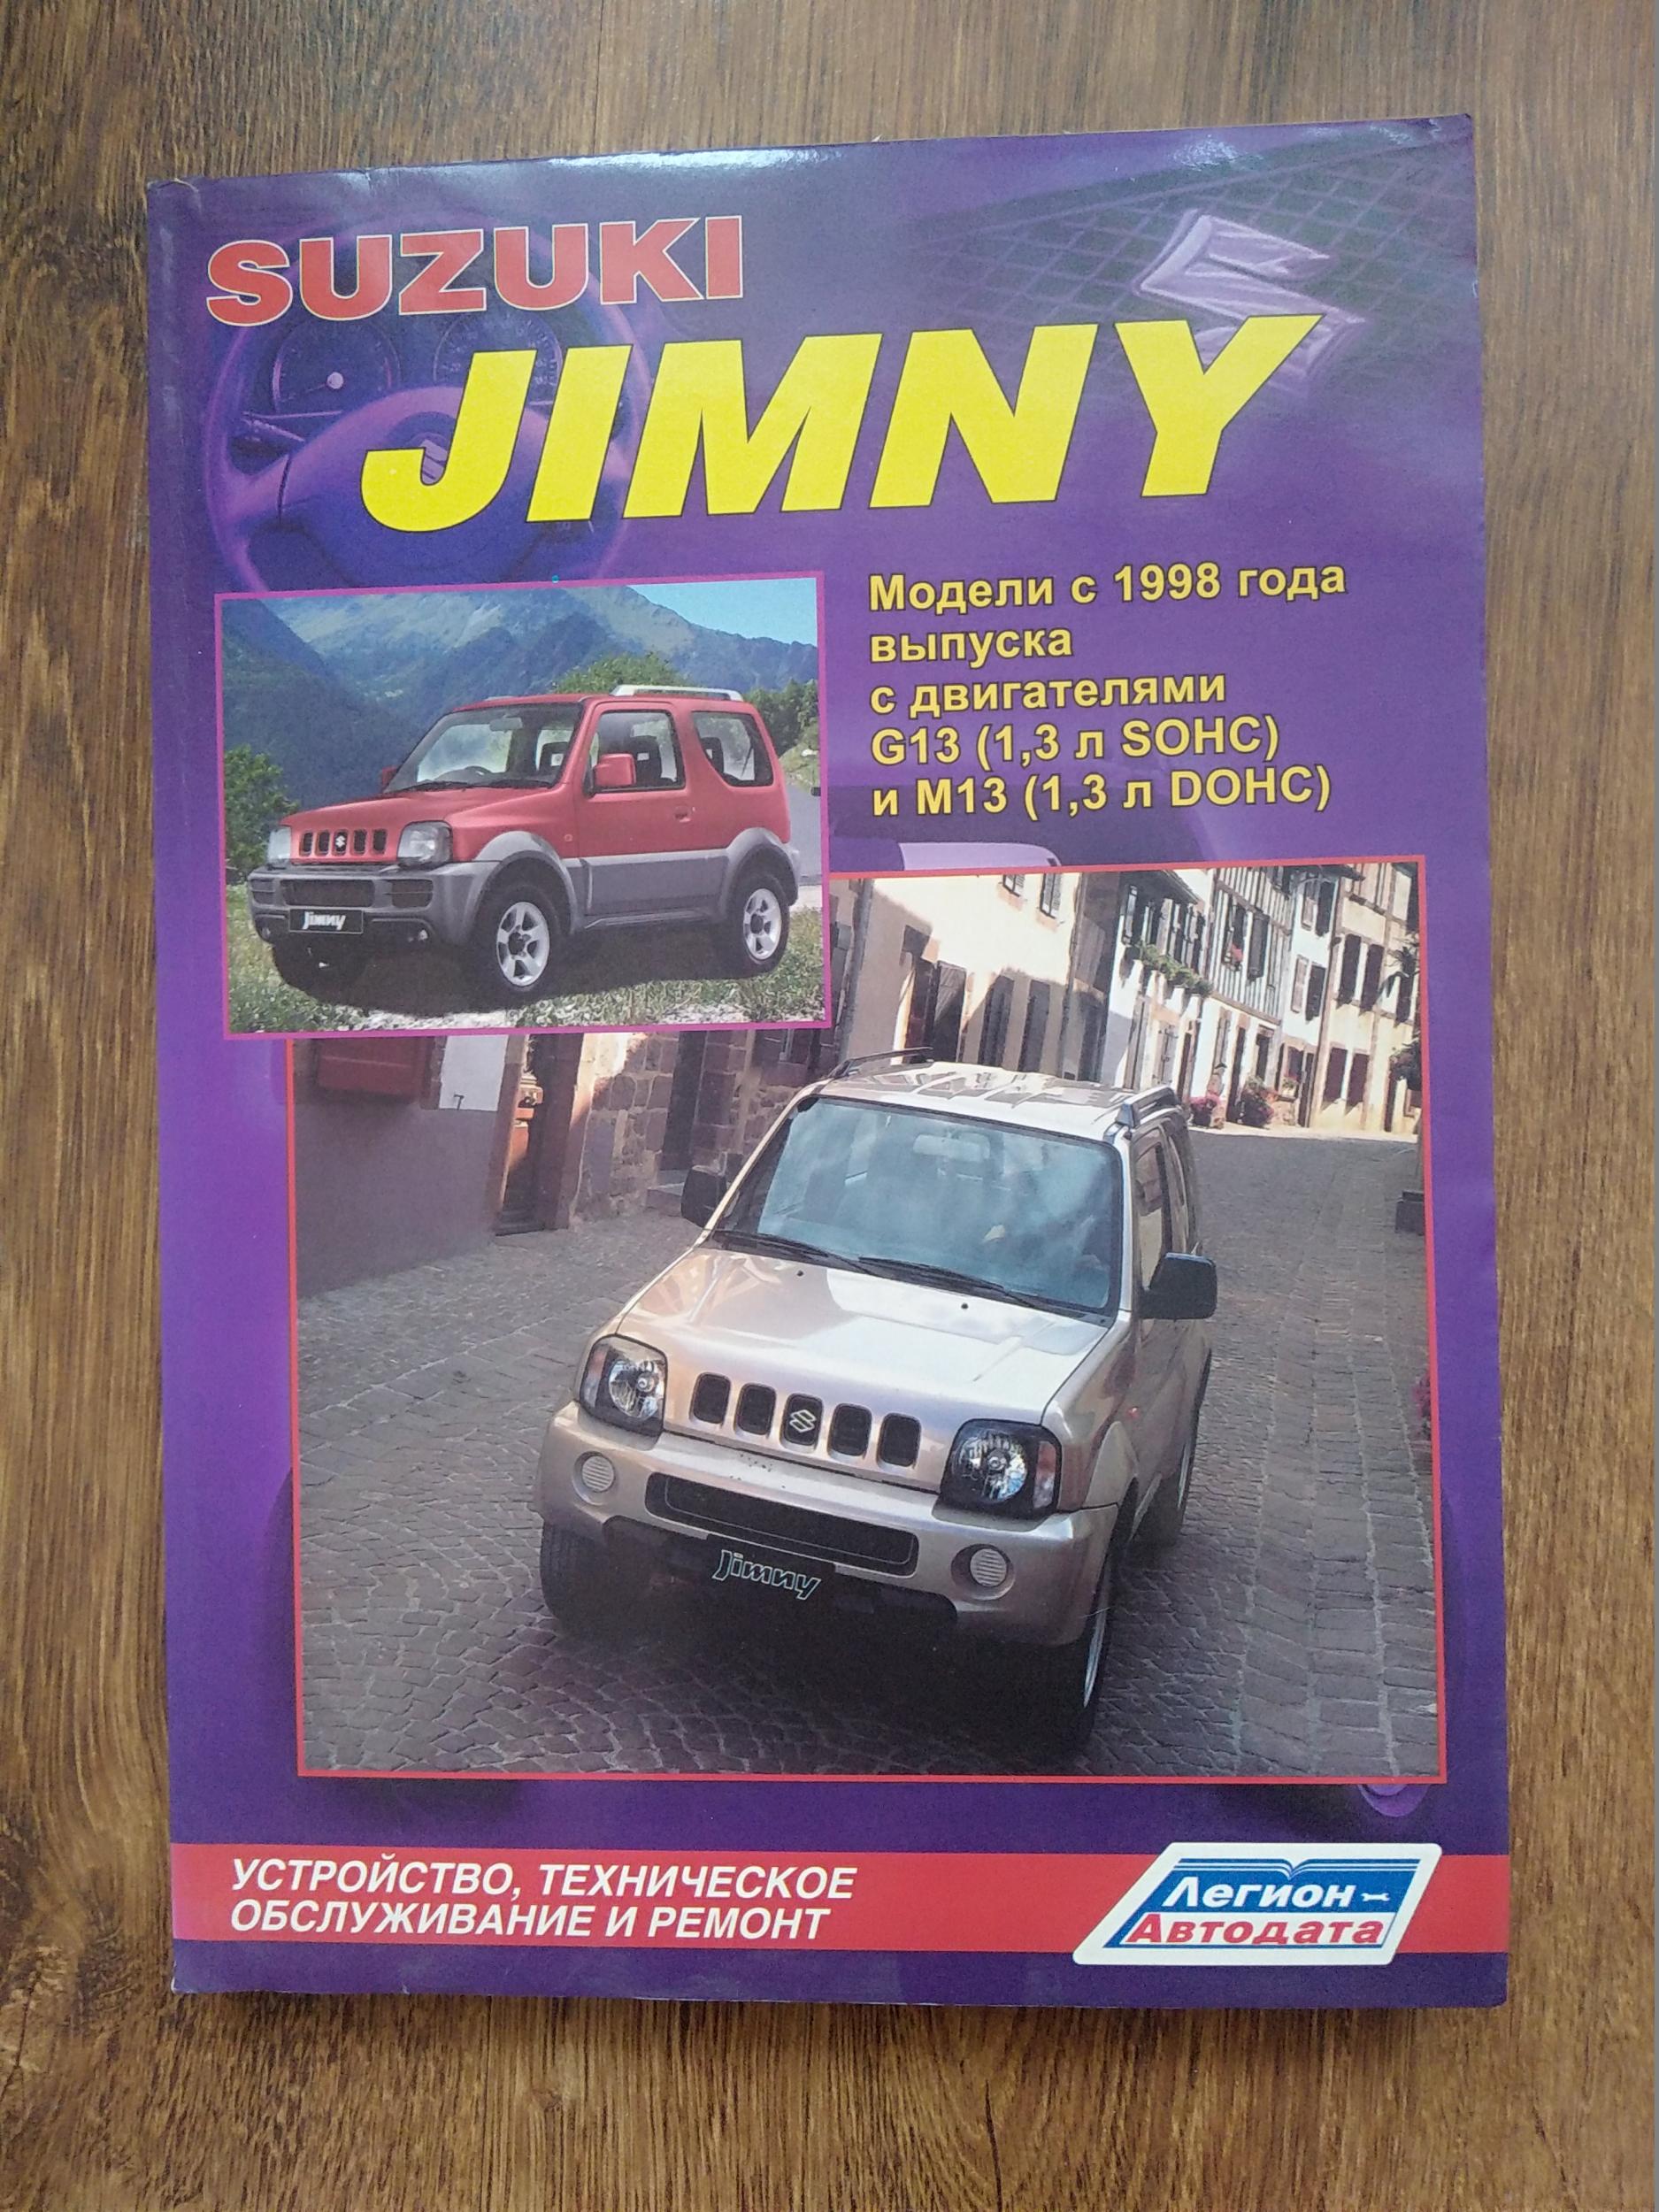 SUZUKI
JIMNY
Модели с 1998 года
выпуска
с двигателями
G13 (1,3 л SOHC)
и M13 (1,3 л DOHC)
Jimny
Jimny
УСТРОЙСТВО, ТЕХНИЧЕСКОЕ
ОБСЛУЖИВАНИЕ И РЕМОНТ
Легион-
Автодата